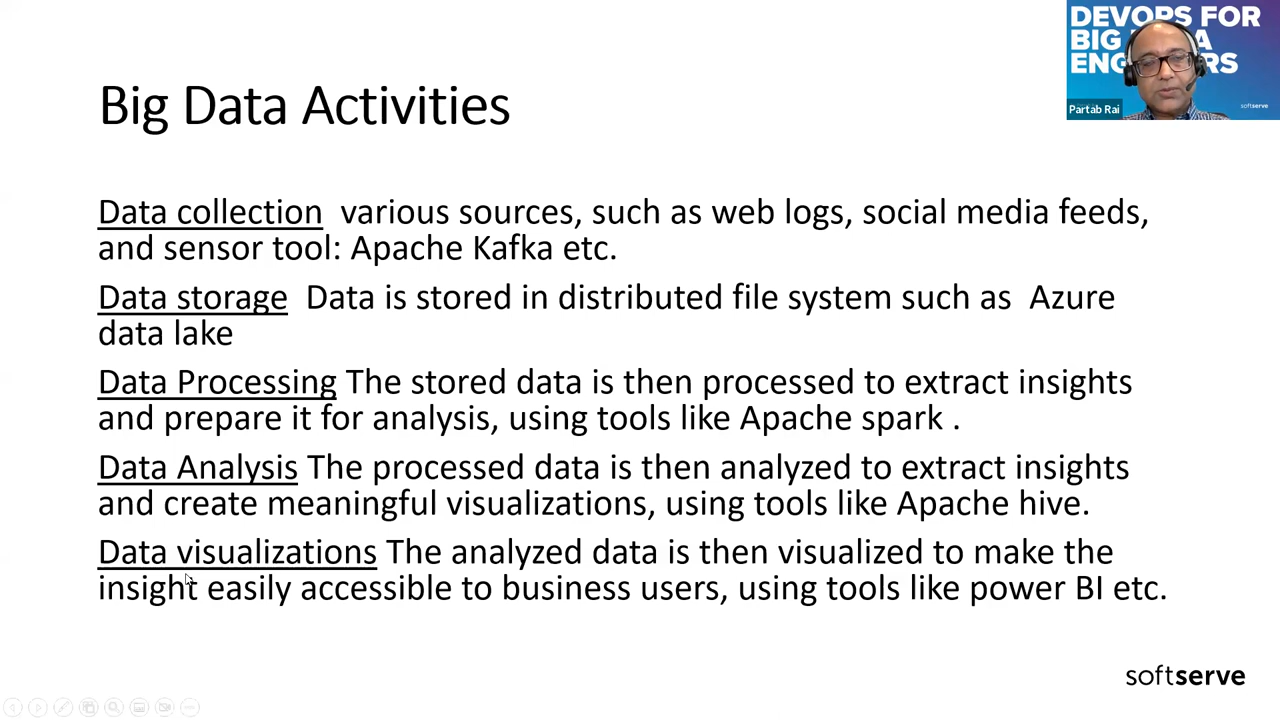 DEVOPS FOR
BIG
A
ENG
ERS
Partab Rai
softserve
Big Data Activities
Data collection various sources, such as web logs, social media feeds,
and sensor tool: Apache Kafka etc.
Data storage Data is stored in distributed file system such as Azure
data lake
Data Processing The stored data is then processed to extract insights
and prepare it for analysis, using tools like Apache spark .
Data Analysis The processed data is then analyzed to extract insights
and create meaningful visualizations, using tools like Apache hive.
Data visualizations The analyzed data is then visualized to make the
insight easily accessible to business users, using tools like power BI etc.
softserve